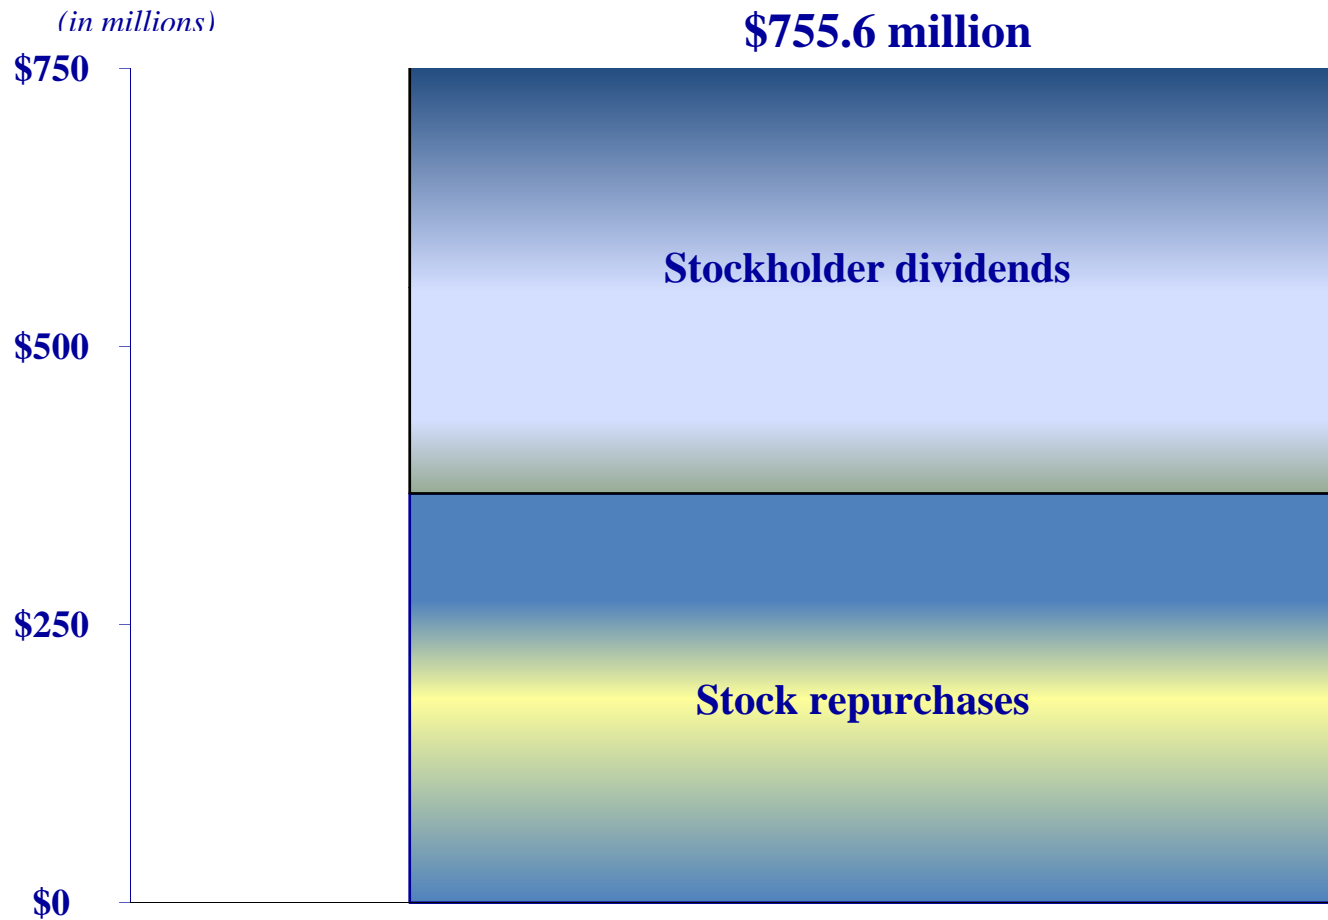 (in millions)
$755.6 million
$750
Stockholder dividends
$500
$250
Stock repurchases
$0